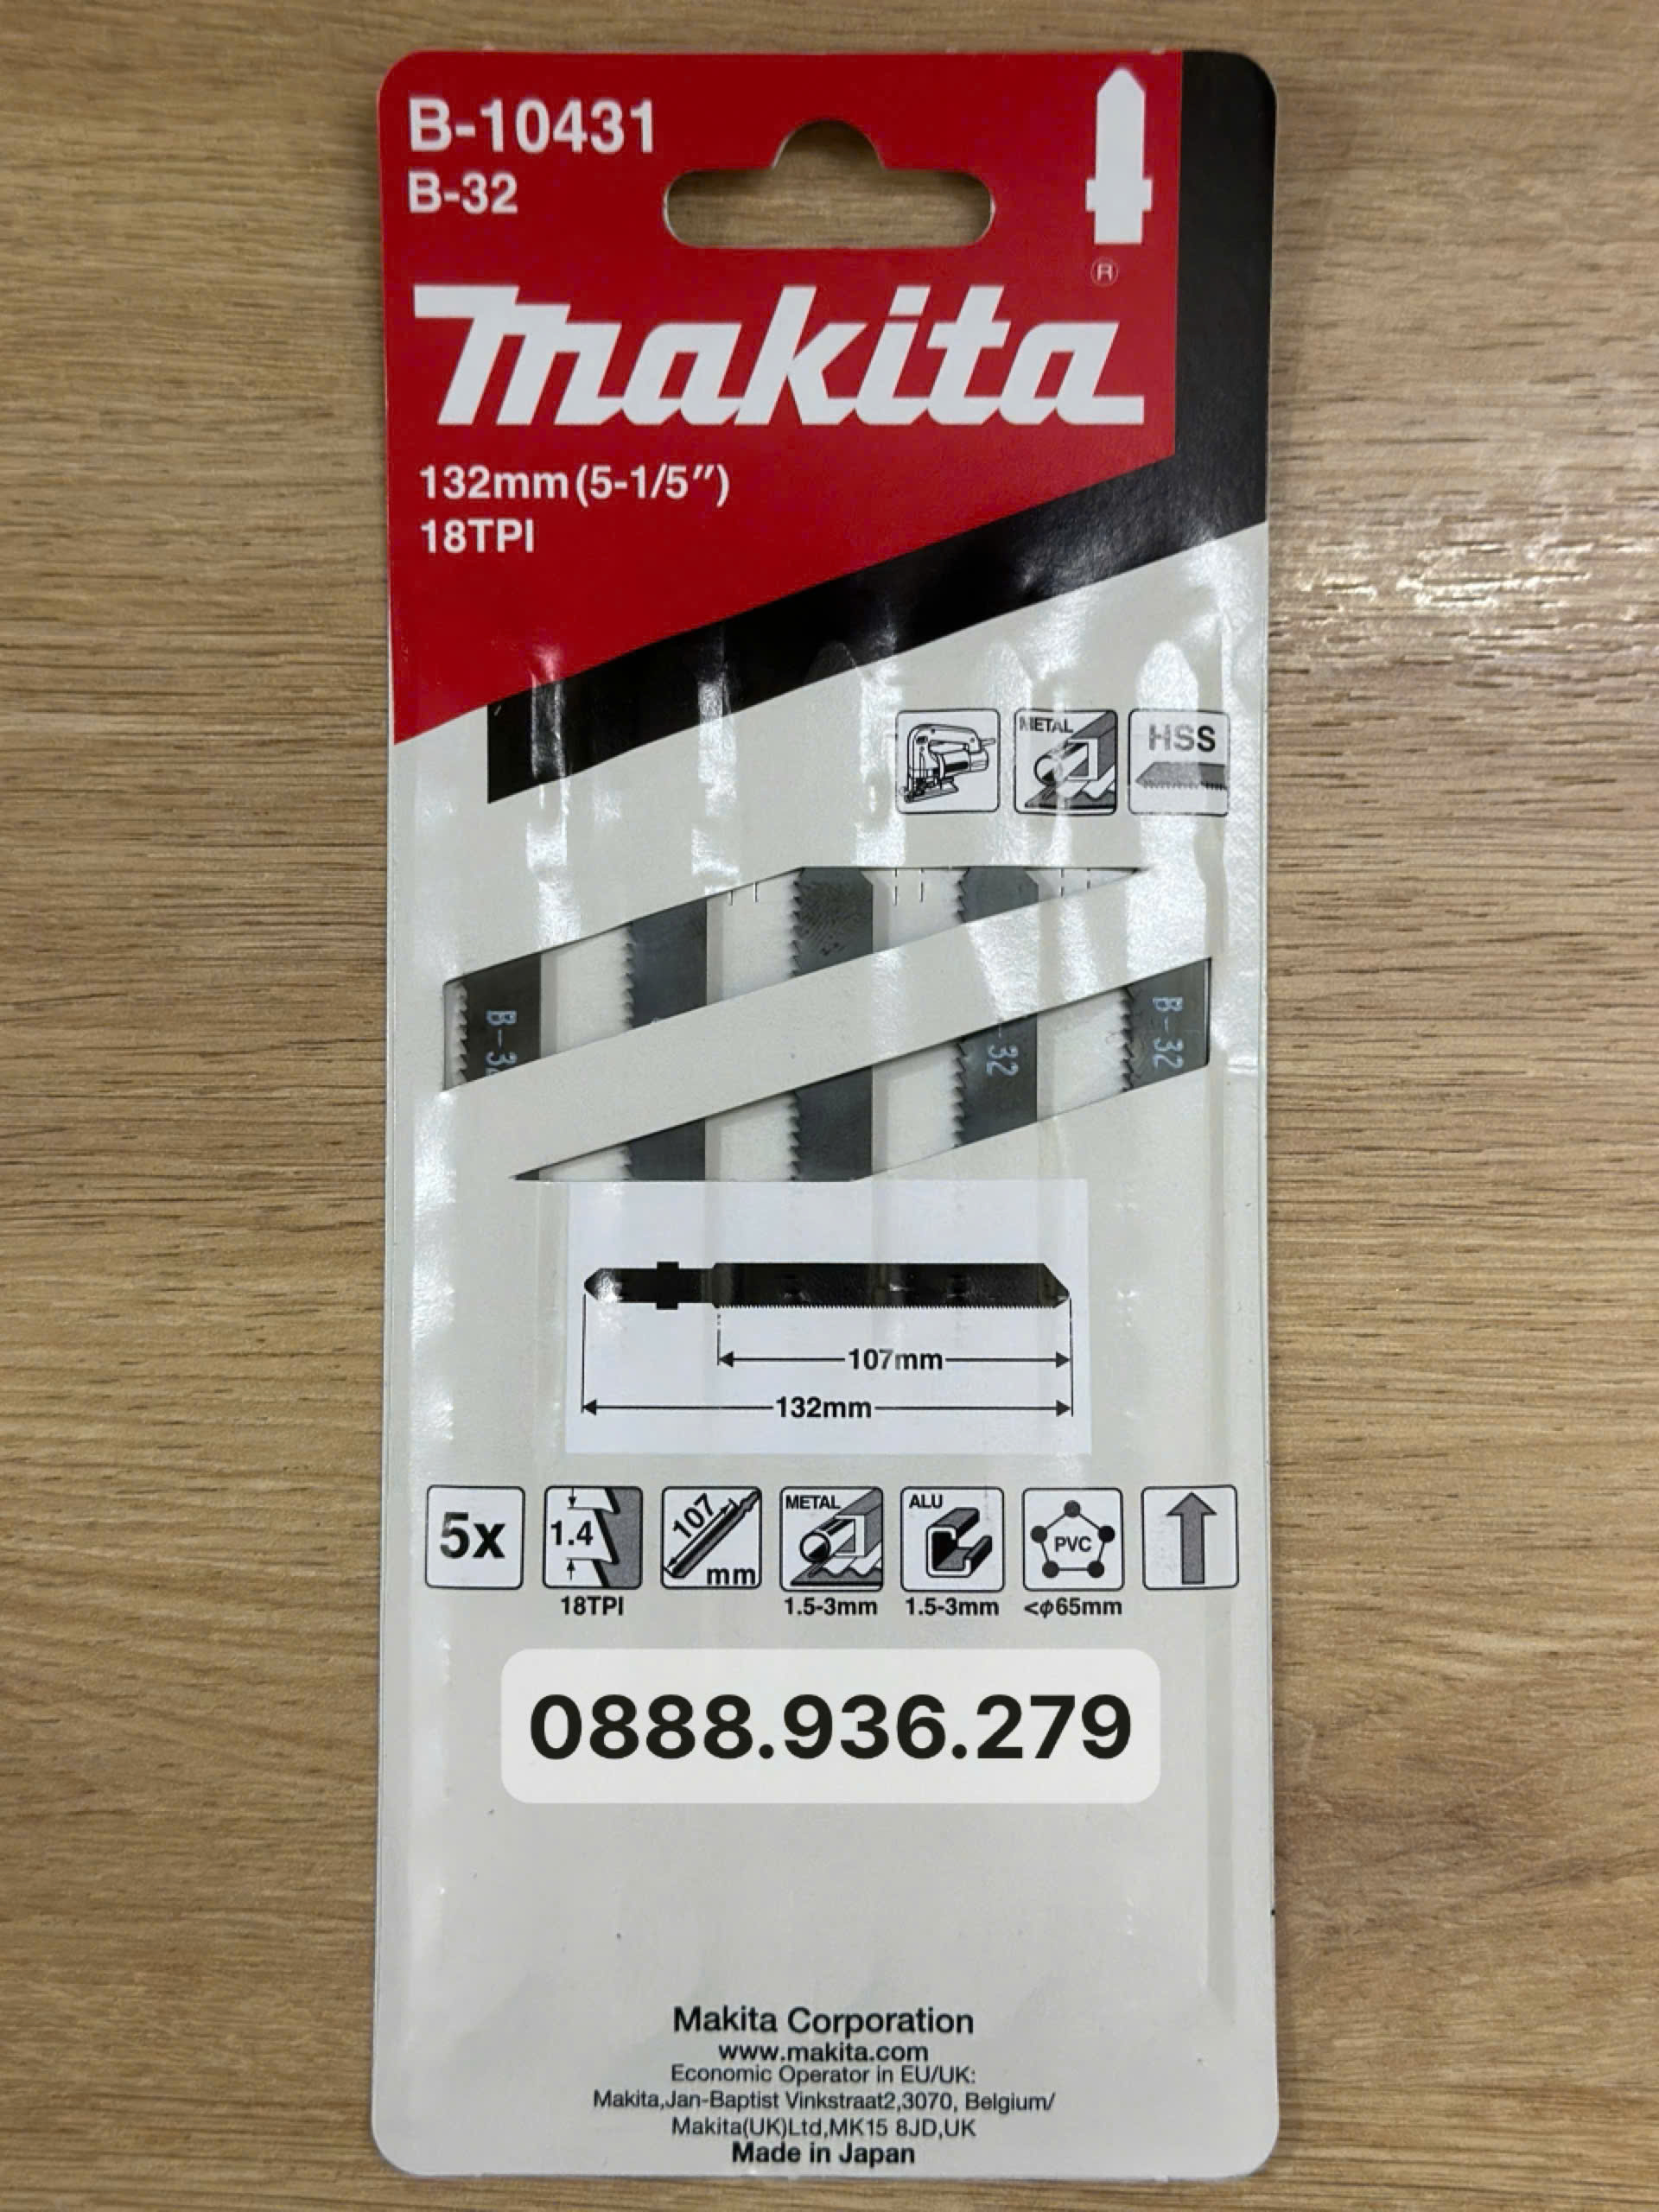 B-10431
B-32
®
makita
132mm(5-1/5″)
18TPI
METAL
HSS
B-3
32
B-32
107mm
132mm
5x
1.4
18TPI
107
mm
METAL
1.5-3mm
ALU
1.5-3mm
PVC
<φ65mm
0888.936.279
Makita Corporation
www.makita.com
Economic Operator in EU/UK:
Makita,Jan-Baptist Vinkstraat2,3070, Belgium/
Makita(UK)Ltd,MK15 8JD,UK
Made in Japan